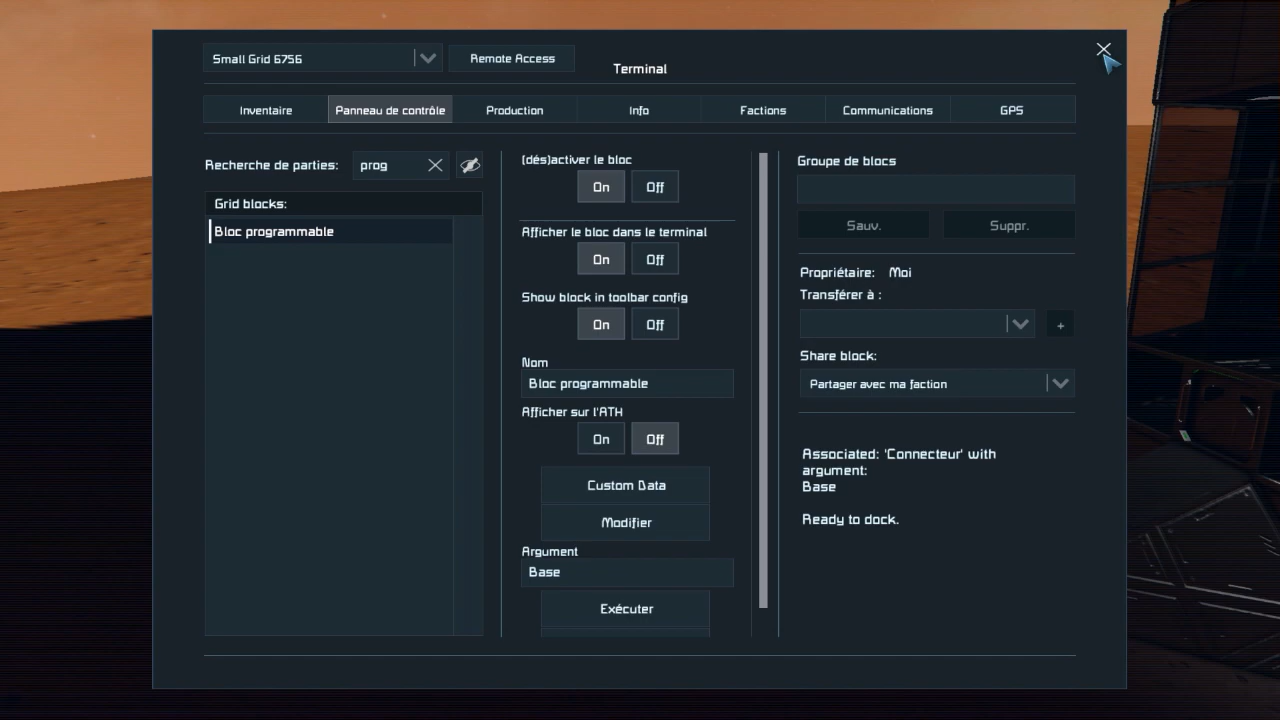 Small Grid 6756
Remote Access
Terminal
Inventaire
Panneau de contrôle
Production
Info
Factions
Communications
GPS
Recherche de parties:
prog
Grid blocks:
Bloc programmable
(dés)activer le bloc
On
Off
Afficher le bloc dans le terminal
On
Off
Show block in toolbar config
On
Off
Nom
Bloc programmable
Afficher sur l'ATH
On
Off
Custom Data
Modifier
Argument
Base
Exécuter
Groupe de blocs
Sauv.
Suppr.
Propriétaire: Moi
Transférer à :
+
Share block:
Partager avec ma faction
Associated: 'Connecteur' with
argument:
Base
Ready to dock.